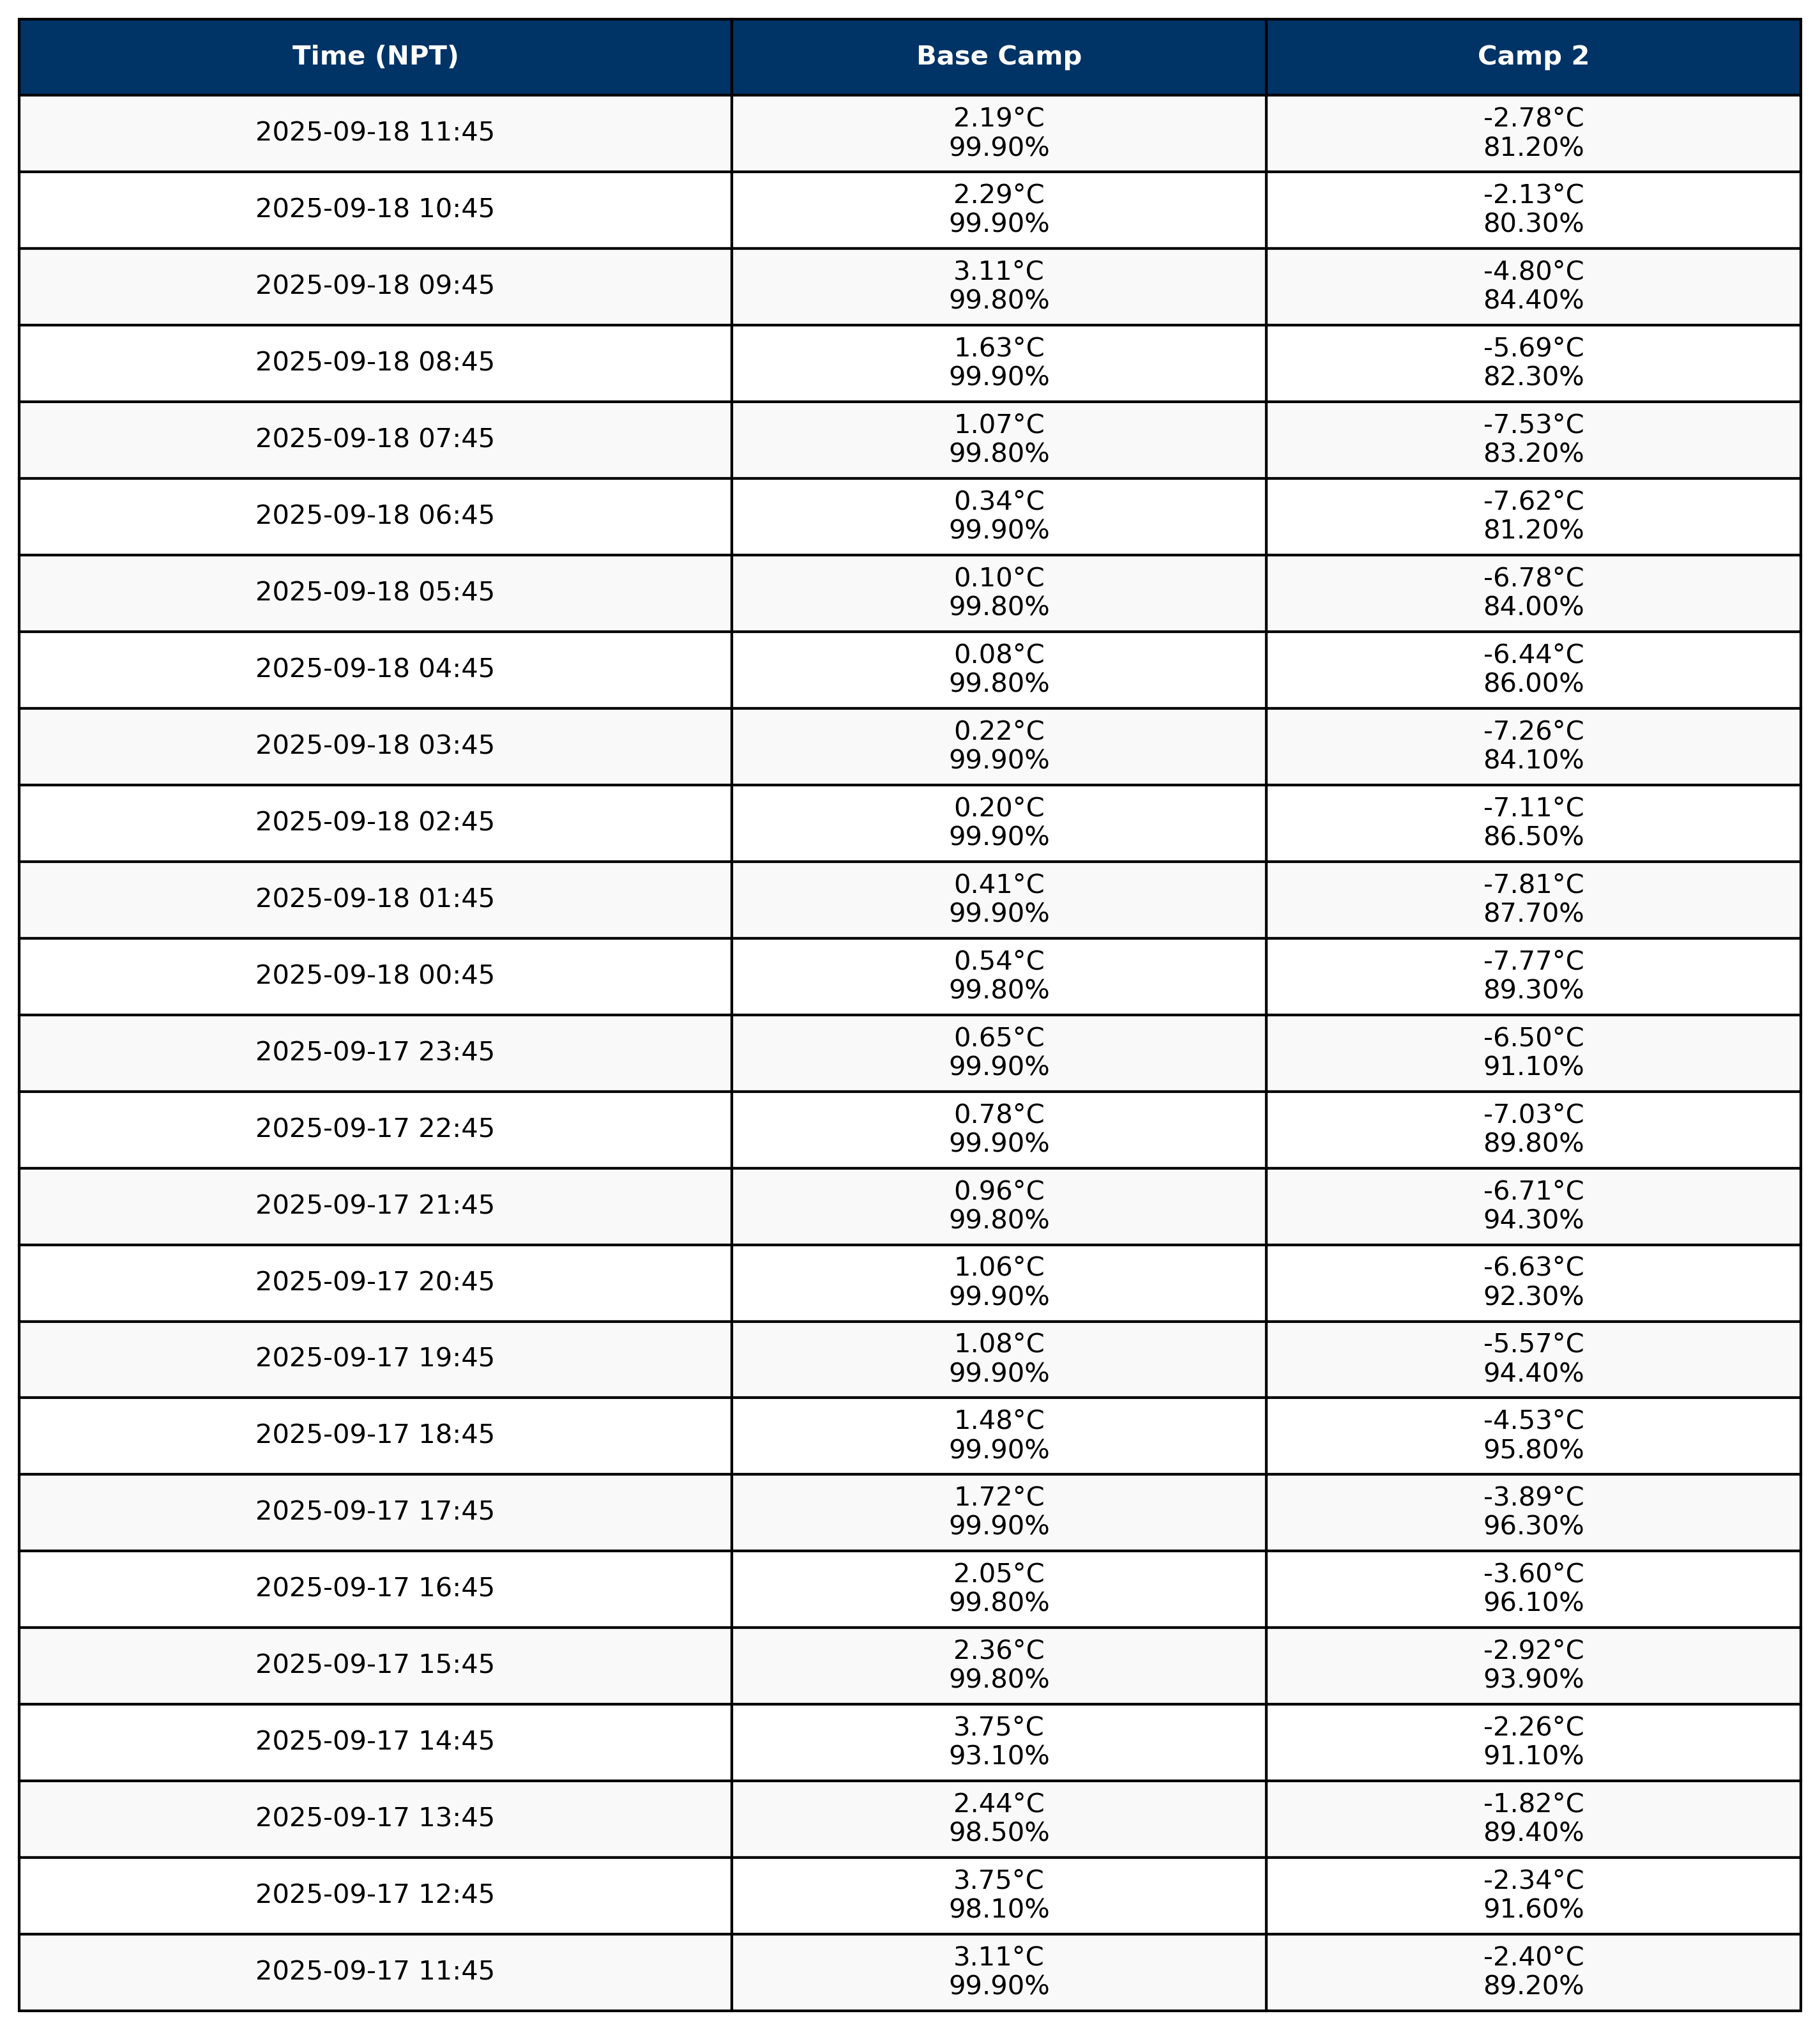 Time (NPT) Base Camp Camp 2
2025-09-18 11:45 2.19°C -2.78°C
99.90% 81.20%
2025-09-18 10:45 2.29°C -2.13°C
99.90% 80.30%
2025-09-18 09:45 3.11°C -4.80°C
99.80% 84.40%
2025-09-18 08:45 1.63°C -5.69°C
99.90% 82.30%
2025-09-18 07:45 1.07°C -7.53°C
99.80% 83.20%
2025-09-18 06:45 0.34°C -7.62°C
99.90% 81.20%
2025-09-18 05:45 0.10°C -6.78°C
99.80% 84.00%
2025-09-18 04:45 0.08°C -6.44°C
99.80% 86.00%
2025-09-18 03:45 0.22°C -7.26°C
99.90% 84.10%
2025-09-18 02:45 0.20°C -7.11°C
99.90% 86.50%
2025-09-18 01:45 0.41°C -7.81°C
99.90% 87.70%
2025-09-18 00:45 0.54°C -7.77°C
99.80% 89.30%
2025-09-17 23:45 0.65°C -6.50°C
99.90% 91.10%
2025-09-17 22:45 0.78°C -7.03°C
99.90% 89.80%
2025-09-17 21:45 0.96°C -6.71°C
99.80% 94.30%
2025-09-17 20:45 1.06°C -6.63°C
99.90% 92.30%
2025-09-17 19:45 1.08°C -5.57°C
99.90% 94.40%
2025-09-17 18:45 1.48°C -4.53°C
99.90% 95.80%
2025-09-17 17:45 1.72°C -3.89°C
99.90% 96.30%
2025-09-17 16:45 2.05°C -3.60°C
99.80% 96.10%
2025-09-17 15:45 2.36°C -2.92°C
99.80% 93.90%
2025-09-17 14:45 3.75°C -2.26°C
93.10% 91.10%
2025-09-17 13:45 2.44°C -1.82°C
98.50% 89.40%
2025-09-17 12:45 3.75°C -2.34°C
98.10% 91.60%
2025-09-17 11:45 3.11°C -2.40°C
99.90% 89.20%